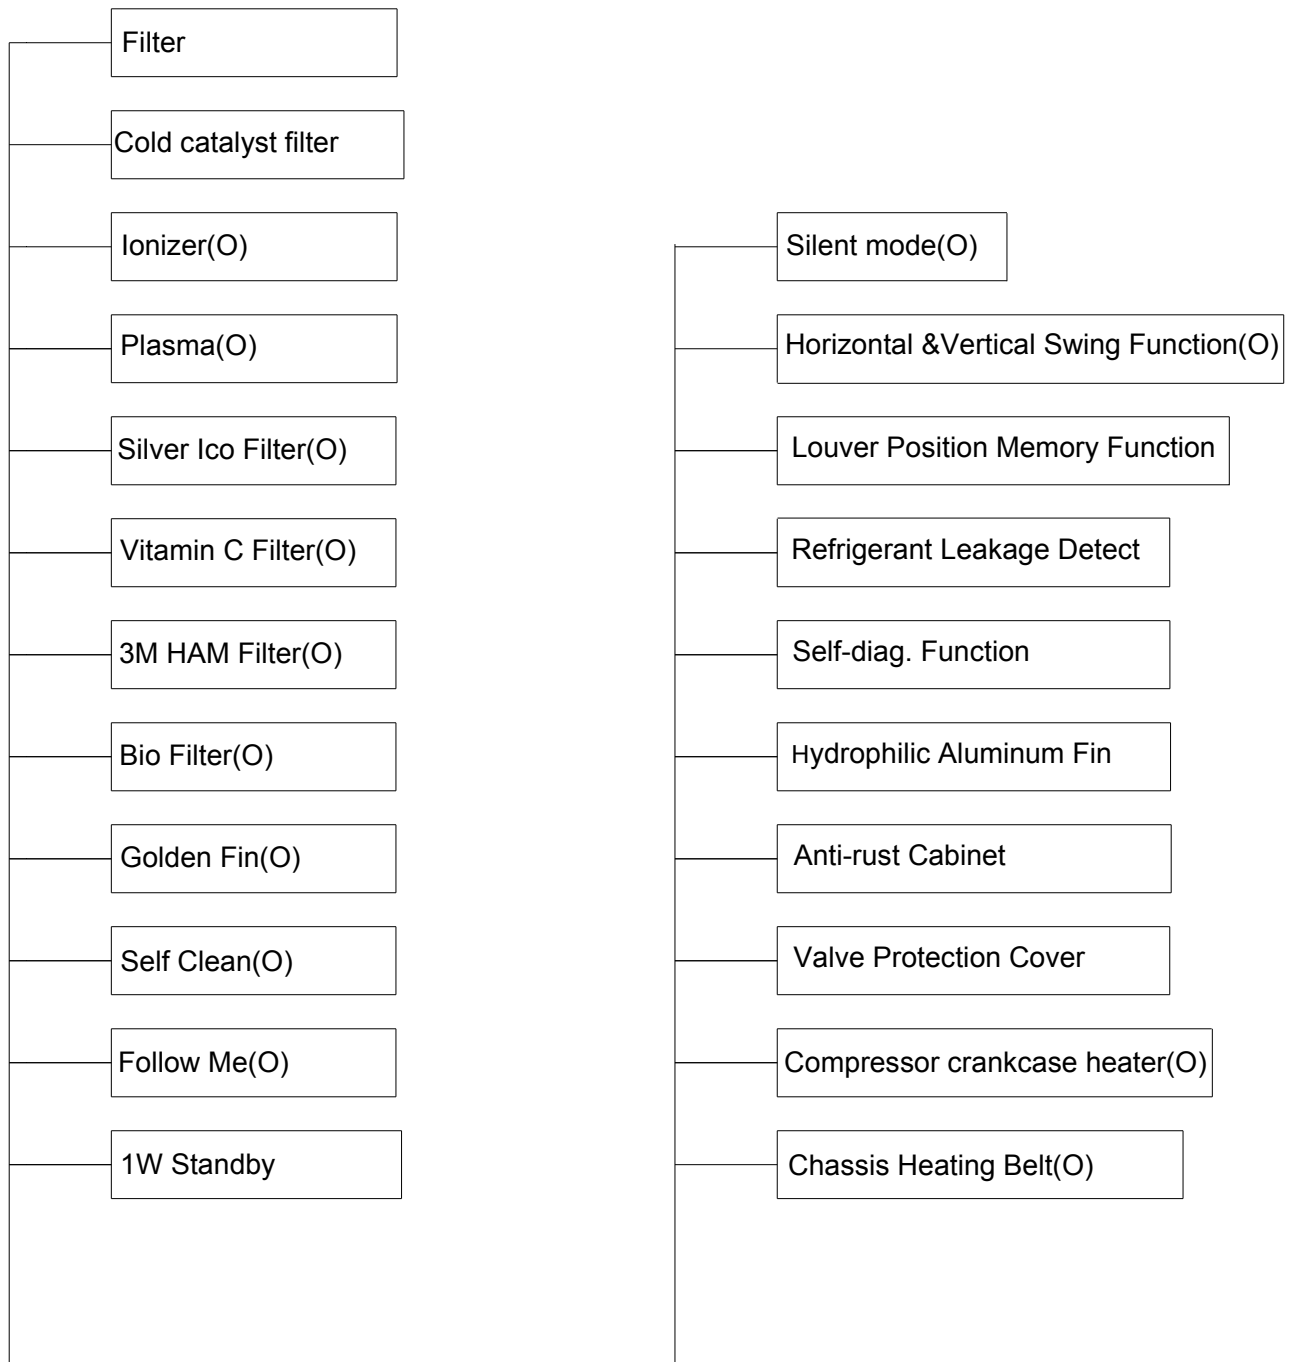 Filter
Cold catalyst filter
Ionizer(O)
Plasma(O)
Silver Ico Filter(O)
Vitamin C Filter(O)
3M HAM Filter(O)
Bio Filter(O)
Golden Fin(O)
Self Clean(O)
Follow Me(O)
1W Standby
Silent mode(O)
Horizontal &Vertical Swing Function(O)
Louver Position Memory Function
Refrigerant Leakage Detect
Self-diag. Function
Hydrophilic Aluminum Fin
Anti-rust Cabinet
Valve Protection Cover
Compressor crankcase heater(O)
Chassis Heating Belt(O)